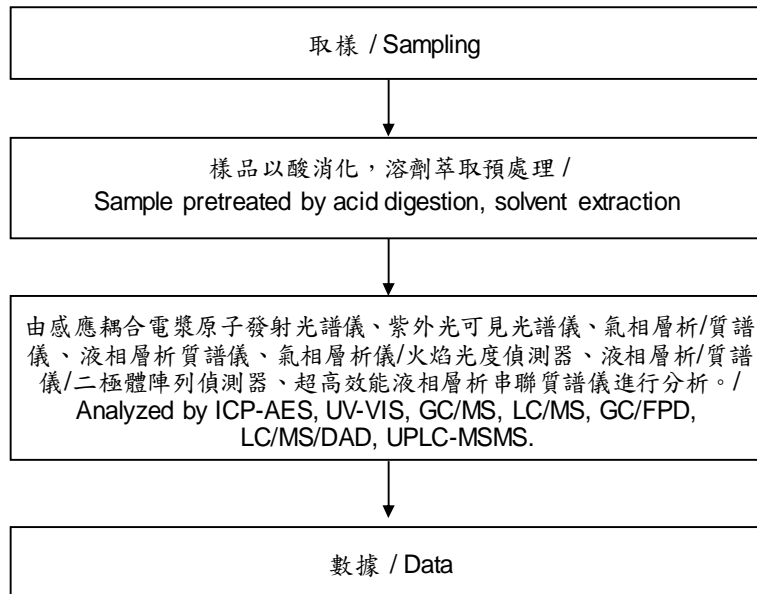 取樣 / Sampling
樣品以酸消化，溶劑萃取預處理 /
Sample pretreated by acid digestion, solvent extraction
由感應耦合電漿原子發射光譜儀、紫外光可見光譜儀、氣相層析/質譜
儀、液相層析質譜儀、氣相層析儀/火焰光度偵測器、液相層析/質譜
儀/二極體陣列偵測器、超高效能液相層析串聯質譜儀進行分析。/
Analyzed by ICP-AES, UV-VIS, GC/MS, LC/MS, GC/FPD,
LC/MS/DAD, UPLC-MSMS.
數據 / Data